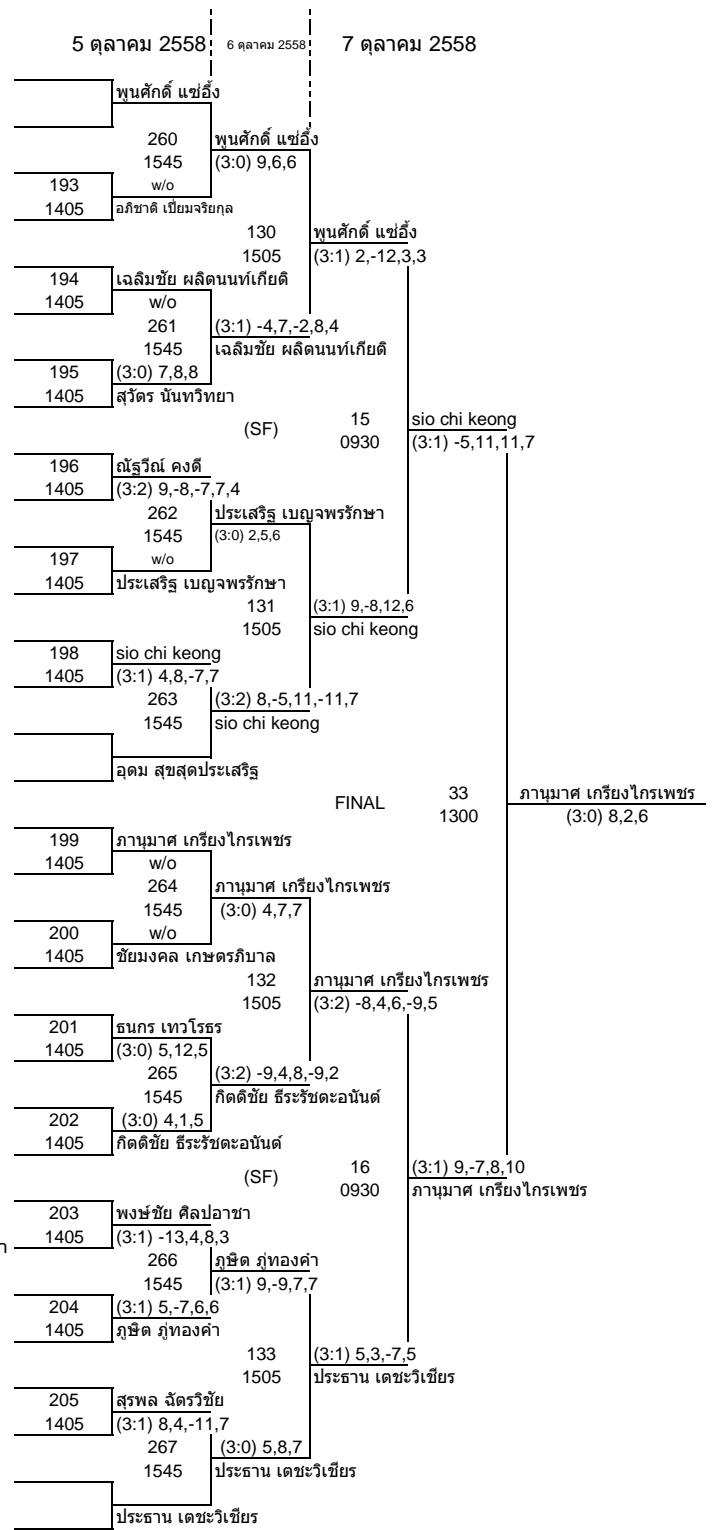 5 ตุลาคม 2558 6 ตุลาคม 2558 7 ตุลาคม 2558
พูนศักดิ์ แซ่อึ้ง
260 พูนศักดิ์ แซ่อึ้ง
1545 (3:0) 9,6,6
193 w/o
1405 อภิชาติ เปี่ยมจริยกุล
130 พูนศักดิ์ แซ่อึ้ง
1505 (3:1) 2,-12,3,3
194 เฉลิมชัย ผลิตนนท์เกียติ
1405 w/o
261 (3:1) -4,7,-2,8,4
1545 เฉลิมชัย ผลิตนนท์เกียติ
195 (3:0) 7,8,8
1405 สุวัตร นันทวิทยา
15 sio chi keong
(SF) 0930 (3:1) -5,11,11,7
196 ณัฐวีณ์ คงดี
1405 (3:2) 9,-8,-7,7,4
262 ประเสริฐ เบญจพรรักษา
1545 (3:0) 2,5,6
197 w/o
1405 ประเสริฐ เบญจพรรักษา
131 (3:1) 9,-8,12,6
1505 sio chi keong
198 sio chi keong
1405 (3:1) 4,8,-7,7
263 (3:2) 8,-5,11,-11,7
1545 sio chi keong
อุดม สุขสุดประเสริฐ
FINAL 33 ภานุมาศ เกรียงไกรเพชร
1300 (3:0) 8,2,6
199 ภานุมาศ เกรียงไกรเพชร
1405 w/o
264 ภานุมาศ เกรียงไกรเพชร
1545 (3:0) 4,7,7
200 w/o
1405 ชัยมงคล เกษตรภิบาล
132 ภานุมาศ เกรียงไกรเพชร
1505 (3:2) -8,4,6,-9,5
201 ธนกร เทวโรธร
1405 (3:0) 5,12,5
265 (3:2) -9,4,8,-9,2
1545 กิตติชัย ธีระรัชตะอนันต์
202 (3:0) 4,1,5
1405 กิตติชัย ธีระรัชตะอนันต์
16 (3:1) 9,-7,8,10
(SF) 0930 ภานุมาศ เกรียงไกรเพชร
203 พงษ์ชัย ศิลปอาชา
1405 (3:1) -13,4,8,3
266 ภูษิต ภู่ทองคำ
1545 (3:1) 9,-9,7,7
204 (3:1) 5,-7,6,6
1405 ภูษิต ภู่ทองคำ
133 (3:1) 5,3,-7,5
1505 ประธาน เตชะวิเชียร
205 สุรพล ฉัตรวิชัย
1405 (3:1) 8,4,-11,7
267 (3:0) 5,8,7
1545 ประธาน เตชะวิเชียร
ประธาน เตชะวิเชียร